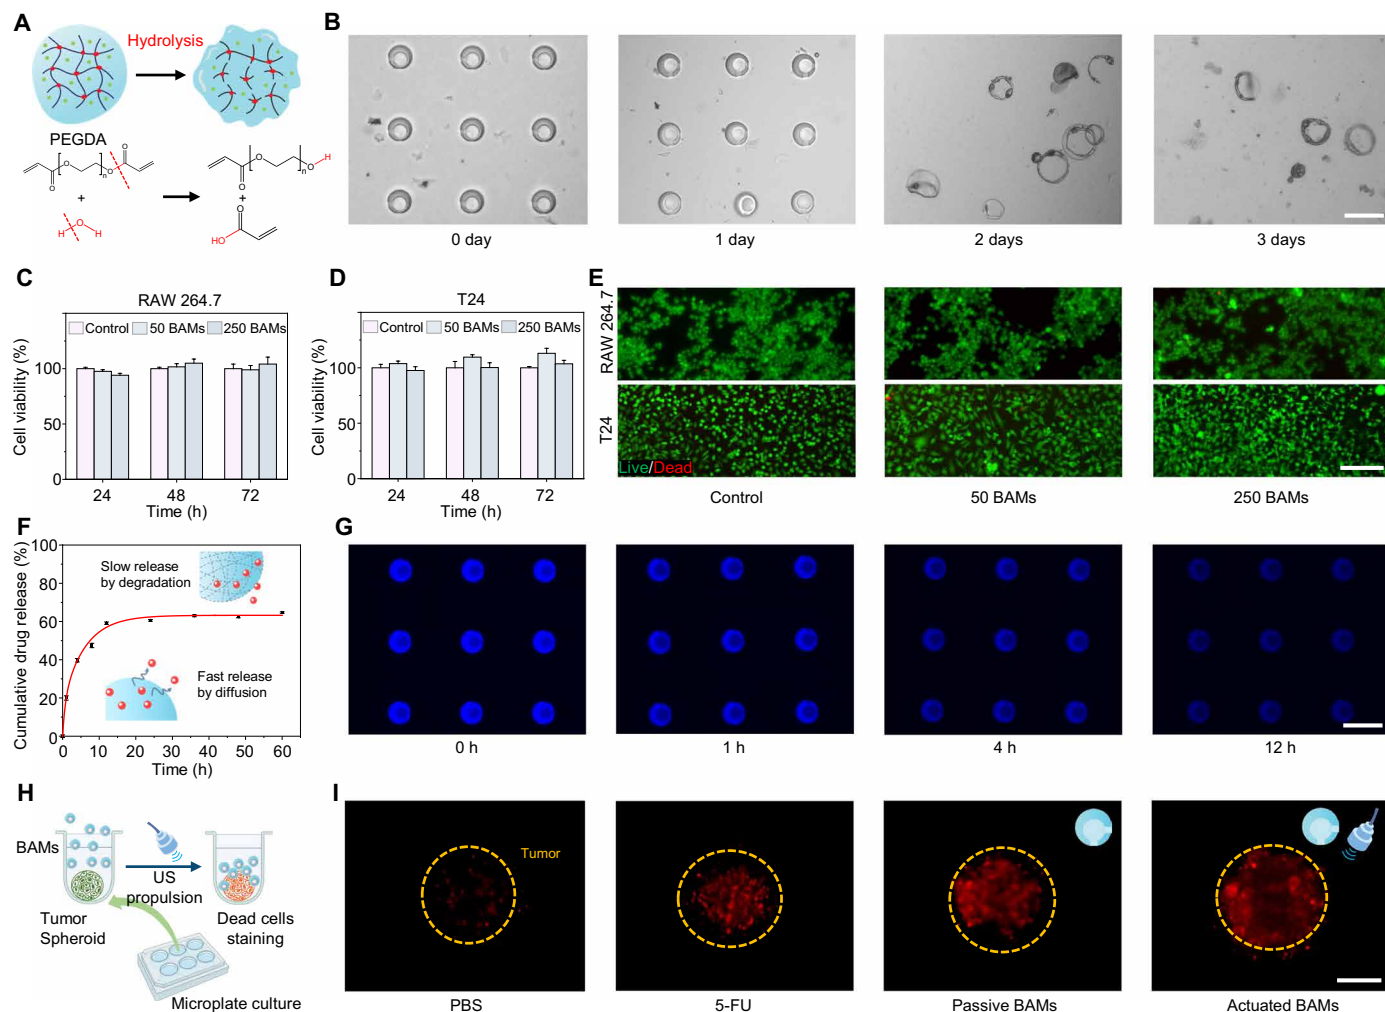 A
Hydrolysis
PEGDA
O
O
n
O
O
+
H
O
H
O
O
n
O
H
+
O
HO
B
0 day
1 day
2 days
3 days
C
RAW 264.7
Control
50 BAMs
250 BAMs
Cell viability (%)
100
50
0
24
48
72
Time (h)
D
T24
Control
50 BAMs
250 BAMs
Cell viability (%)
100
50
0
24
48
72
Time (h)
E
RAW 264.7
T24
Live/Dead
Control
50 BAMs
250 BAMs
F
Cumulative drug release (%)
100
80
60
40
20
0
Slow release
by degradation
Fast release
by diffusion
0
10
20
30
40
50
60
Time (h)
G
0 h
1 h
4 h
12 h
H
BAMs
US
propulsion
Tumor
Spheroid
Dead cells
staining
Microplate culture
I
Tumor
PBS
5-FU
Passive BAMs
Actuated BAMs